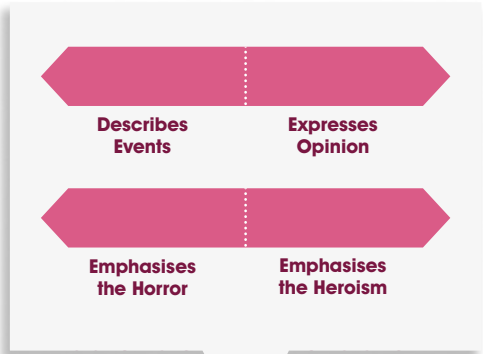 Describes
Events
Expresses
Opinion
Emphasises
the Horror
Emphasises
the Heroism